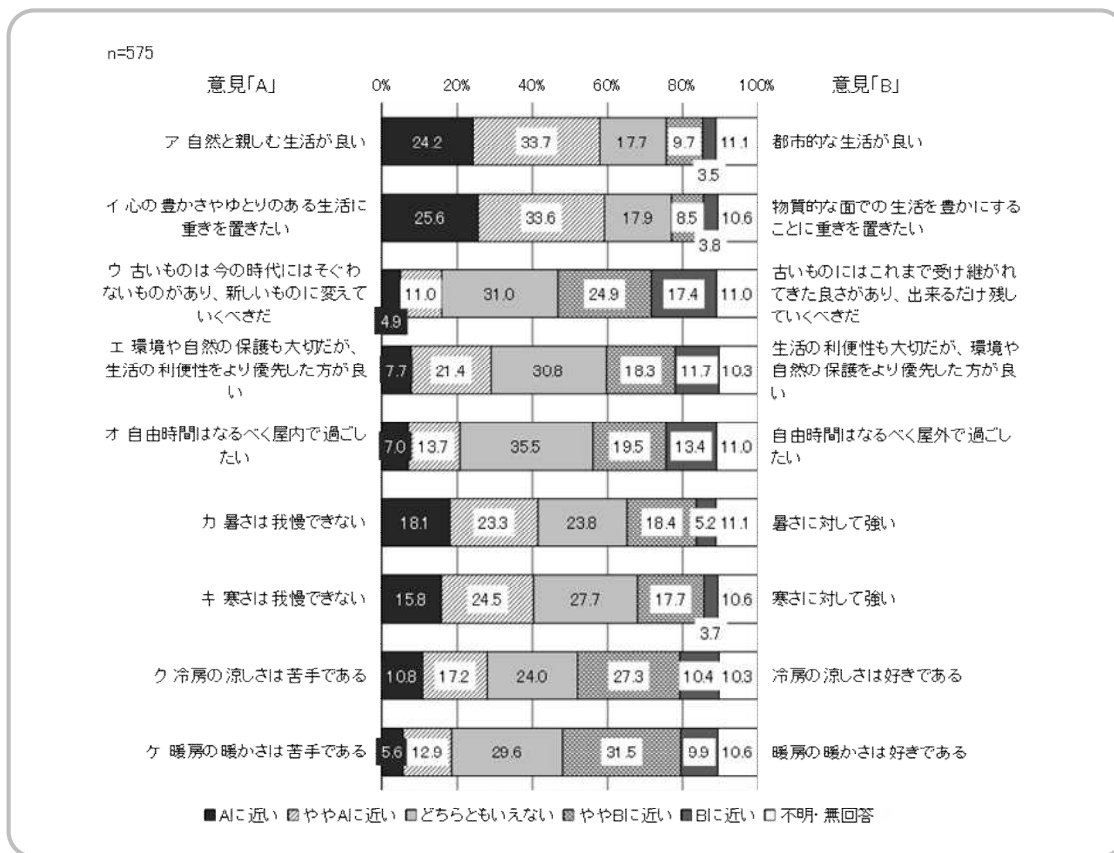 n=575
意見「A」 0% 20% 40% 60% 80% 100% 意見「B」
ア 自然と親しむ生活が良い 24.2 33.7 17.7 9.7 3.5 11.1 都市的な生活が良い
イ 心の豊かさやゆとりのある生活に
重きを置きたい
25.6 33.6 17.9 8.5 3.8 10.6
物質的な面での生活を豊かにする
ことに重きを置きたい
ウ 古いものは今の時代にはそぐわ
ないものがあり、新しいものに変えて
いくべきだ
4.9 11.0 31.0 24.9 17.4 11.0
古いものにはこれまで受け継がれ
てきた良さがあり、出来るだけ残し
ていくべきだ
エ 環境や自然の保護も大切だが、
生活の利便性をより優先した方が良
い
7.7 21.4 30.8 18.3 11.7 10.3
生活の利便性も大切だが、環境や
自然の保護をより優先した方が良
い
オ 自由時間はなるべく屋内で過ごし
たい
7.0 13.7 35.5 19.5 13.4 11.0
自由時間はなるべく屋外で過ごし
たい
カ 暑さは我慢できない 18.1 23.3 23.8 18.4 5.2 11.1 暑さに対して強い
キ 寒さは我慢できない 15.8 24.5 27.7 17.7 3.7 10.6 寒さに対して強い
ク 冷房の涼しさは苦手である 10.8 17.2 24.0 27.3 10.4 10.3 冷房の涼しさは好きである
ケ 暖房の暖かさは苦手である 5.6 12.9 29.6 31.5 9.9 10.6 暖房の暖かさは好きである
Aに近い ややAに近い どちらともいえない ややBに近い Bに近い 不明・無回答